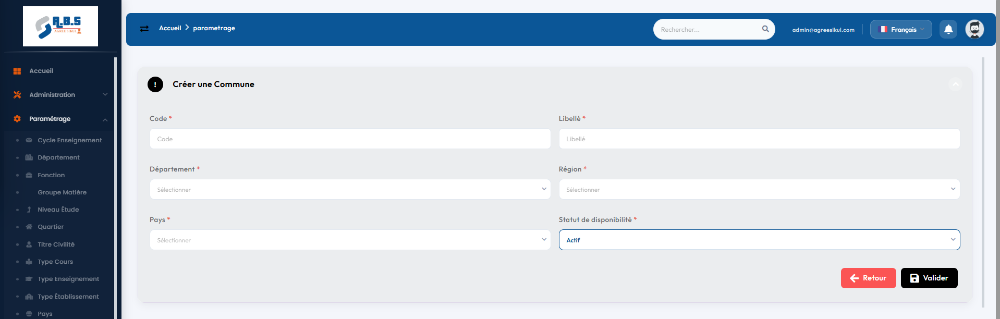 A.B.S
AGREE SIKUL
Accueil
Administration
Paramétrage
Cycle Enseignement
Département
Fonction
Groupe Matière
Niveau Étude
Quartier
Titre Civilité
Type Cours
Type Enseignement
Type Établissement
Pays
Accueil parametrage
Rechercher...
admin@agreesikul.com
Français
! Créer une Commune
Code * Libellé *
Code Libellé
Département * Région *
Sélectionner Sélectionner
Pays * Statut de disponibilité *
Sélectionner Actif
Retour Valider